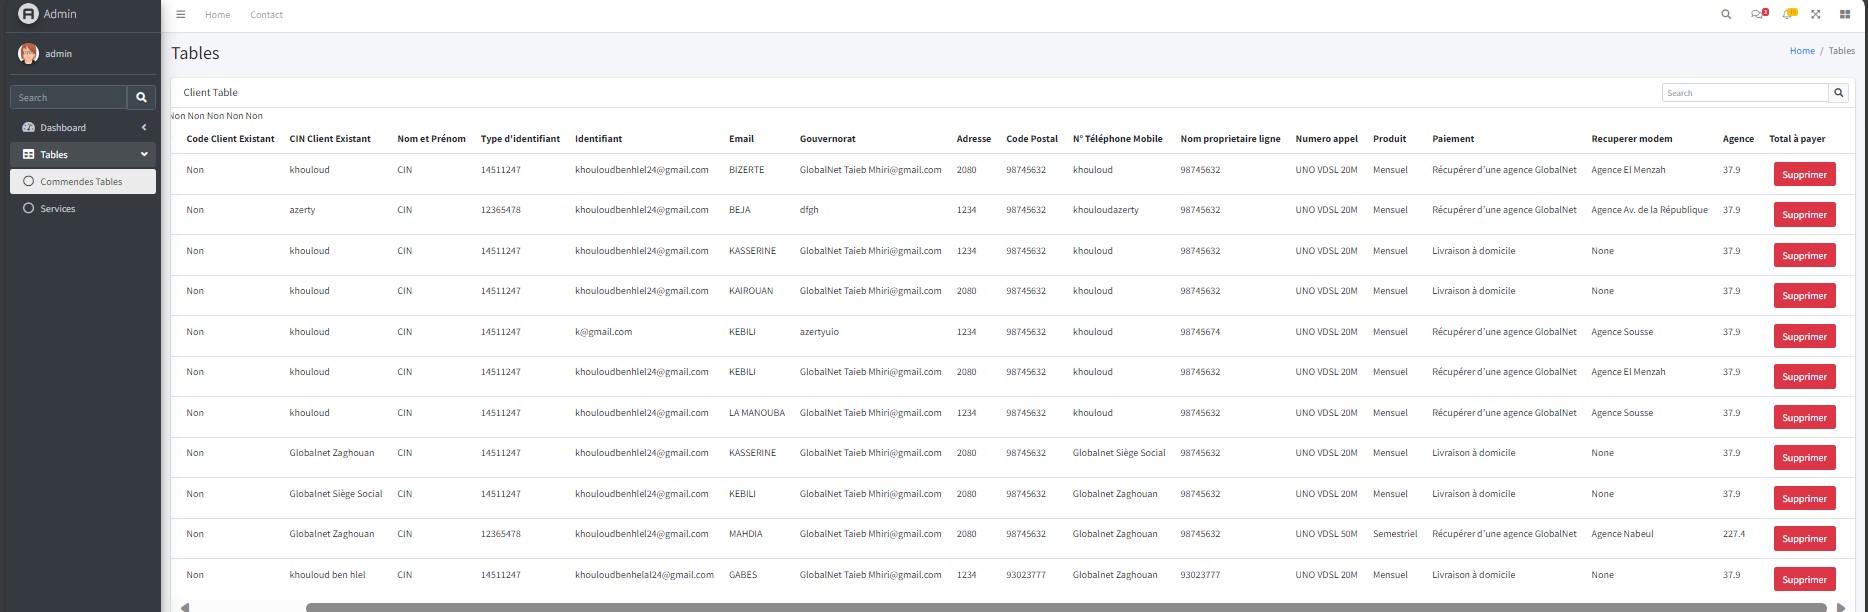 Admin
Home Contact
admin
Tables
Home / Tables
Search
Client Table
Search
Non Non Non Non Non
Dashboard
Tables
Commendes Tables
Services
Code Client Existant CIN Client Existant Nom et Prénom Type d'identifiant Identifiant Email Gouvernorat Adresse Code Postal N° Téléphone Mobile Nom proprietaire ligne Numero appel Produit Paiement Recuperer modem Agence Total à payer
Non khouloud CIN 14511247 khouloudbenhlel24@gmail.com BIZERTE GlobalNet Taieb Mhiri@gmail.com 2080 98745632 khouloud 98745632 UNO VDSL 20M Mensuel Récupérer d'une agence GlobalNet Agence El Menzah 37.9 Supprimer
Non azerty CIN 12365478 khouloudbenhlel24@gmail.com BEJA dfgh 1234 98745632 khouloudazerty 98745632 UNO VDSL 20M Mensuel Récupérer d'une agence GlobalNet Agence Av. de la République 37.9 Supprimer
Non khouloud CIN 14511247 khouloudbenhlel24@gmail.com KASSERINE GlobalNet Taieb Mhiri@gmail.com 1234 98745632 khouloud 98745632 UNO VDSL 20M Mensuel Livraison à domicile None 37.9 Supprimer
Non khouloud CIN 14511247 khouloudbenhlel24@gmail.com KAIROUAN GlobalNet Taieb Mhiri@gmail.com 2080 98745632 khouloud 98745632 UNO VDSL 20M Mensuel Livraison à domicile None 37.9 Supprimer
Non khouloud CIN 14511247 k@gmail.com KEBILI azertyuio 1234 98745632 khouloud 98745674 UNO VDSL 20M Mensuel Récupérer d'une agence GlobalNet Agence Sousse 37.9 Supprimer
Non khouloud CIN 14511247 khouloudbenhlel24@gmail.com KEBILI GlobalNet Taieb Mhiri@gmail.com 2080 98745632 khouloud 98745632 UNO VDSL 20M Mensuel Récupérer d'une agence GlobalNet Agence El Menzah 37.9 Supprimer
Non khouloud CIN 14511247 khouloudbenhlel24@gmail.com LA MANOUBA GlobalNet Taieb Mhiri@gmail.com 1234 98745632 khouloud 98745632 UNO VDSL 20M Mensuel Récupérer d'une agence GlobalNet Agence Sousse 37.9 Supprimer
Non Globalnet Zaghouan CIN 14511247 khouloudbenhlel24@gmail.com KASSERINE GlobalNet Taieb Mhiri@gmail.com 2080 98745632 Globalnet Siège Social 98745632 UNO VDSL 20M Mensuel Livraison à domicile None 37.9 Supprimer
Non Globalnet Siège Social CIN 14511247 khouloudbenhlel24@gmail.com KEBILI GlobalNet Taieb Mhiri@gmail.com 2080 98745632 Globalnet Zaghouan 98745632 UNO VDSL 20M Mensuel Livraison à domicile None 37.9 Supprimer
Non Globalnet Zaghouan CIN 12365478 khouloudbenhlel24@gmail.com MAHDIA GlobalNet Taieb Mhiri@gmail.com 2080 98745632 Globalnet Zaghouan 98745632 UNO VDSL 50M Semestriel Récupérer d'une agence GlobalNet Agence Nabeul 227.4 Supprimer
Non khouloud ben hlel CIN 14511247 khouloudbenhelal24@gmail.com GABES GlobalNet Taieb Mhiri@gmail.com 1234 93023777 Globalnet Zaghouan 93023777 UNO VDSL 20M Mensuel Livraison à domicile None 37.9 Supprimer